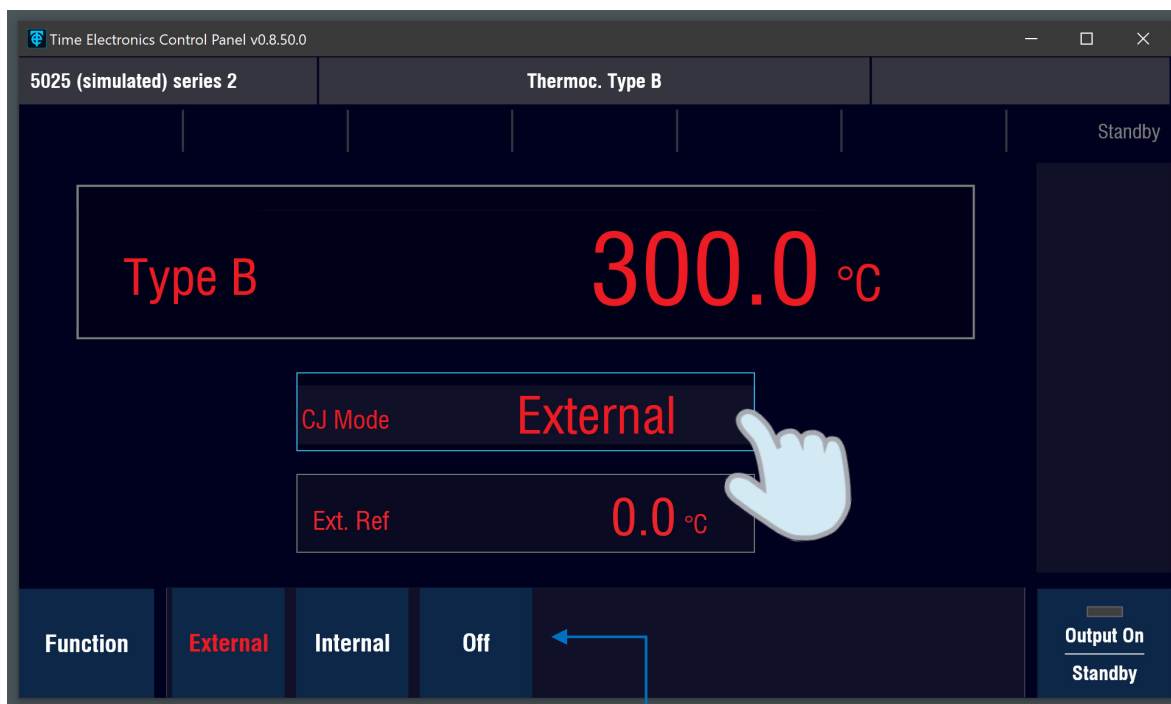 Time Electronics Control Panel v0.8.50.0
5025 (simulated) series 2
Thermoc. Type B
Standby
Type B
300.0 °C
CJ Mode
External
Ext. Ref
0.0 °C
Function
External
Internal
Off
Output On
Standby